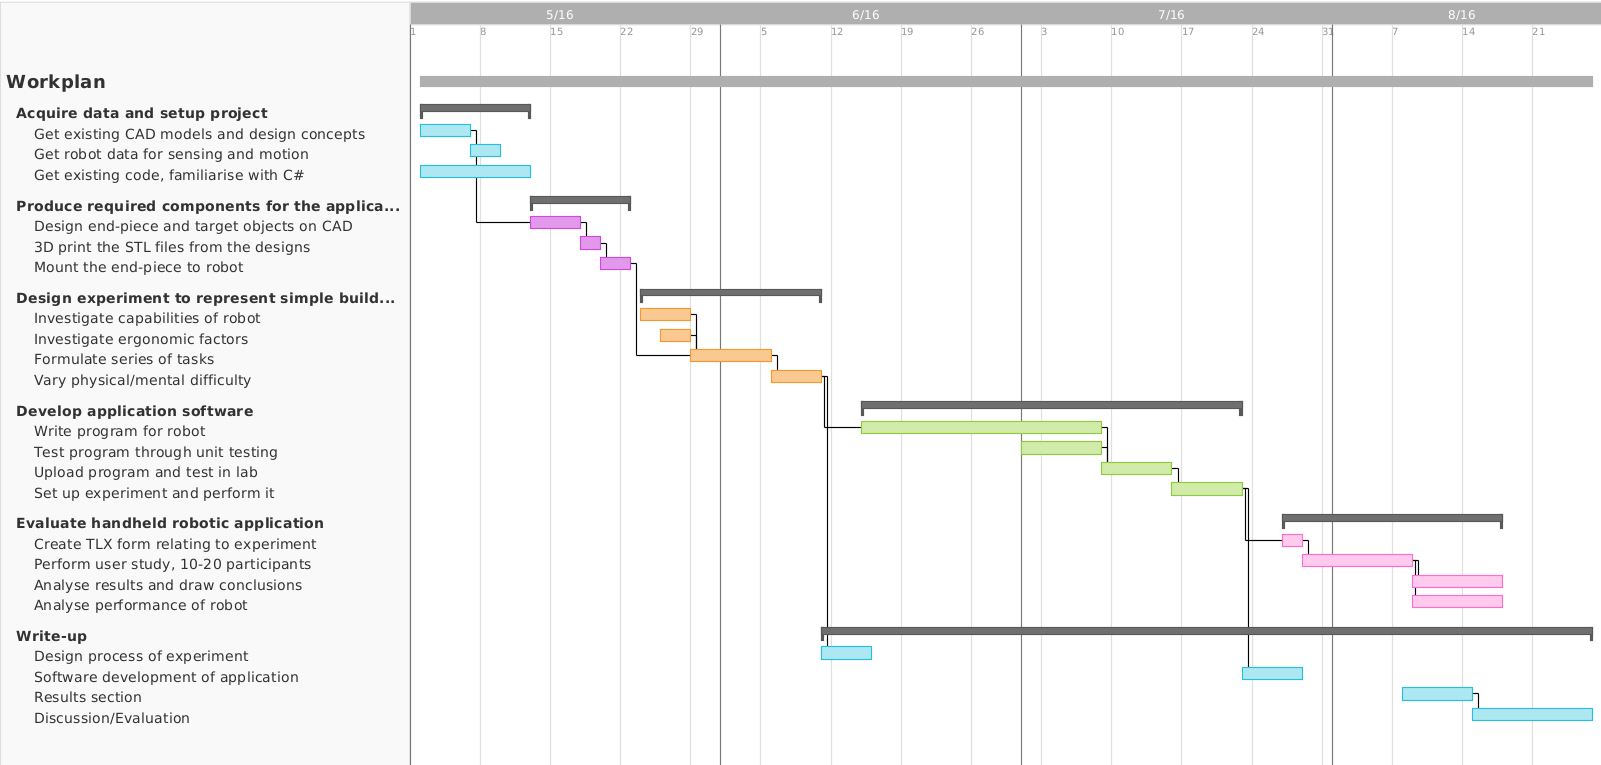 5/16 6/16 7/16 8/16
1 8 15 22 29 5 12 19 26 3 10 17 24 31 7 14 21
Workplan
Acquire data and setup project
Get existing CAD models and design concepts
Get robot data for sensing and motion
Get existing code, familiarise with C#
Produce required components for the applica...
Design end-piece and target objects on CAD
3D print the STL files from the designs
Mount the end-piece to robot
Design experiment to represent simple build...
Investigate capabilities of robot
Investigate ergonomic factors
Formulate series of tasks
Vary physical/mental difficulty
Develop application software
Write program for robot
Test program through unit testing
Upload program and test in lab
Set up experiment and perform it
Evaluate handheld robotic application
Create TLX form relating to experiment
Perform user study, 10-20 participants
Analyse results and draw conclusions
Analyse performance of robot
Write-up
Design process of experiment
Software development of application
Results section
Discussion/Evaluation